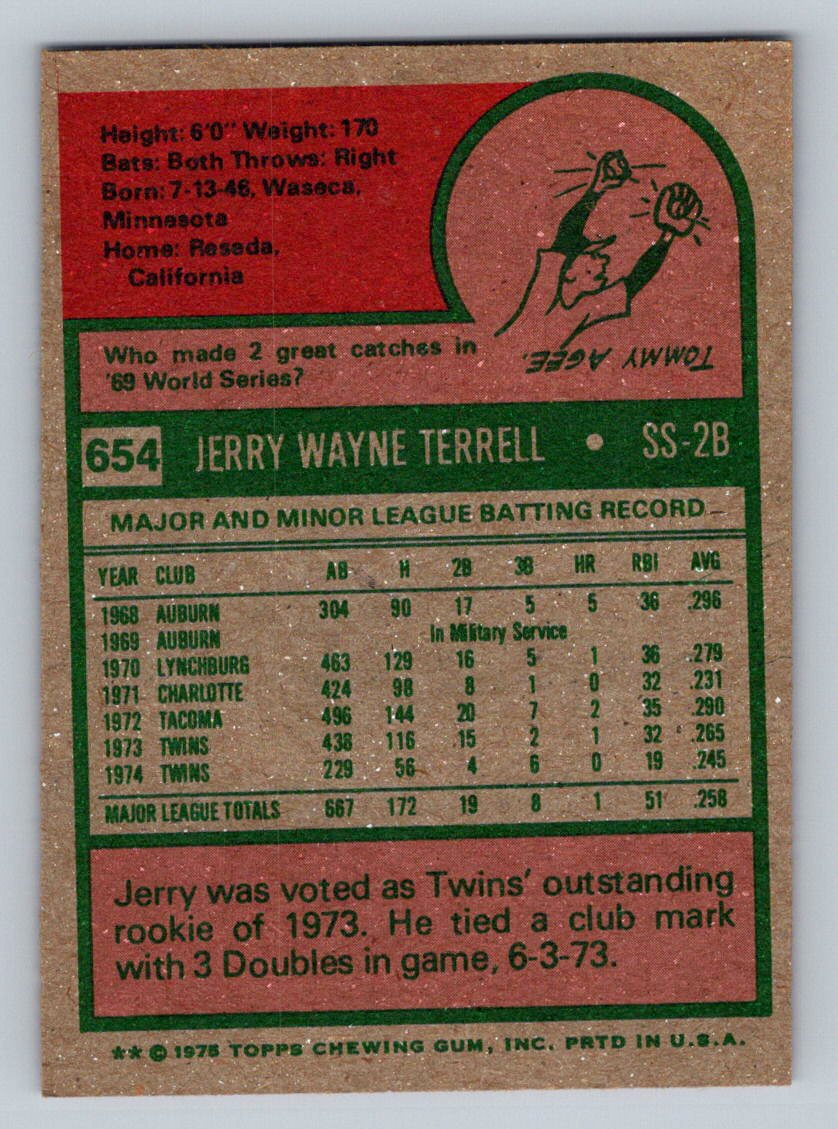 Height: 6'0" Weight: 170
Bats: Both Throws: Right
Born: 7-13-46, Waseca,
Minnesota
Home: Reseda,
California
Who made 2 great catches in
'69 World Series?
TOMMY AGEE.
654 JERRY WAYNE TERRELL • SS-2B
MAJOR AND MINOR LEAGUE BATTING RECORD
YEAR CLUB AB H 2B 3B HR RBI AVG
1968 AUBURN 304 90 17 5 5 36 .296
1969 AUBURN In Military Service
1970 LYNCHBURG 463 129 16 5 1 36 .279
1971 CHARLOTTE 424 98 8 1 0 32 .231
1972 TACOMA 496 144 20 7 2 35 .290
1973 TWINS 438 116 15 2 1 32 .265
1974 TWINS 229 56 4 6 0 19 .245
MAJOR LEAGUE TOTALS 667 172 19 8 1 51 .258
Jerry was voted as Twins' outstanding
rookie of 1973. He tied a club mark
with 3 Doubles in game, 6-3-73.
** © 1975 TOPPS CHEWING GUM, INC. PRTD IN U.S.A.